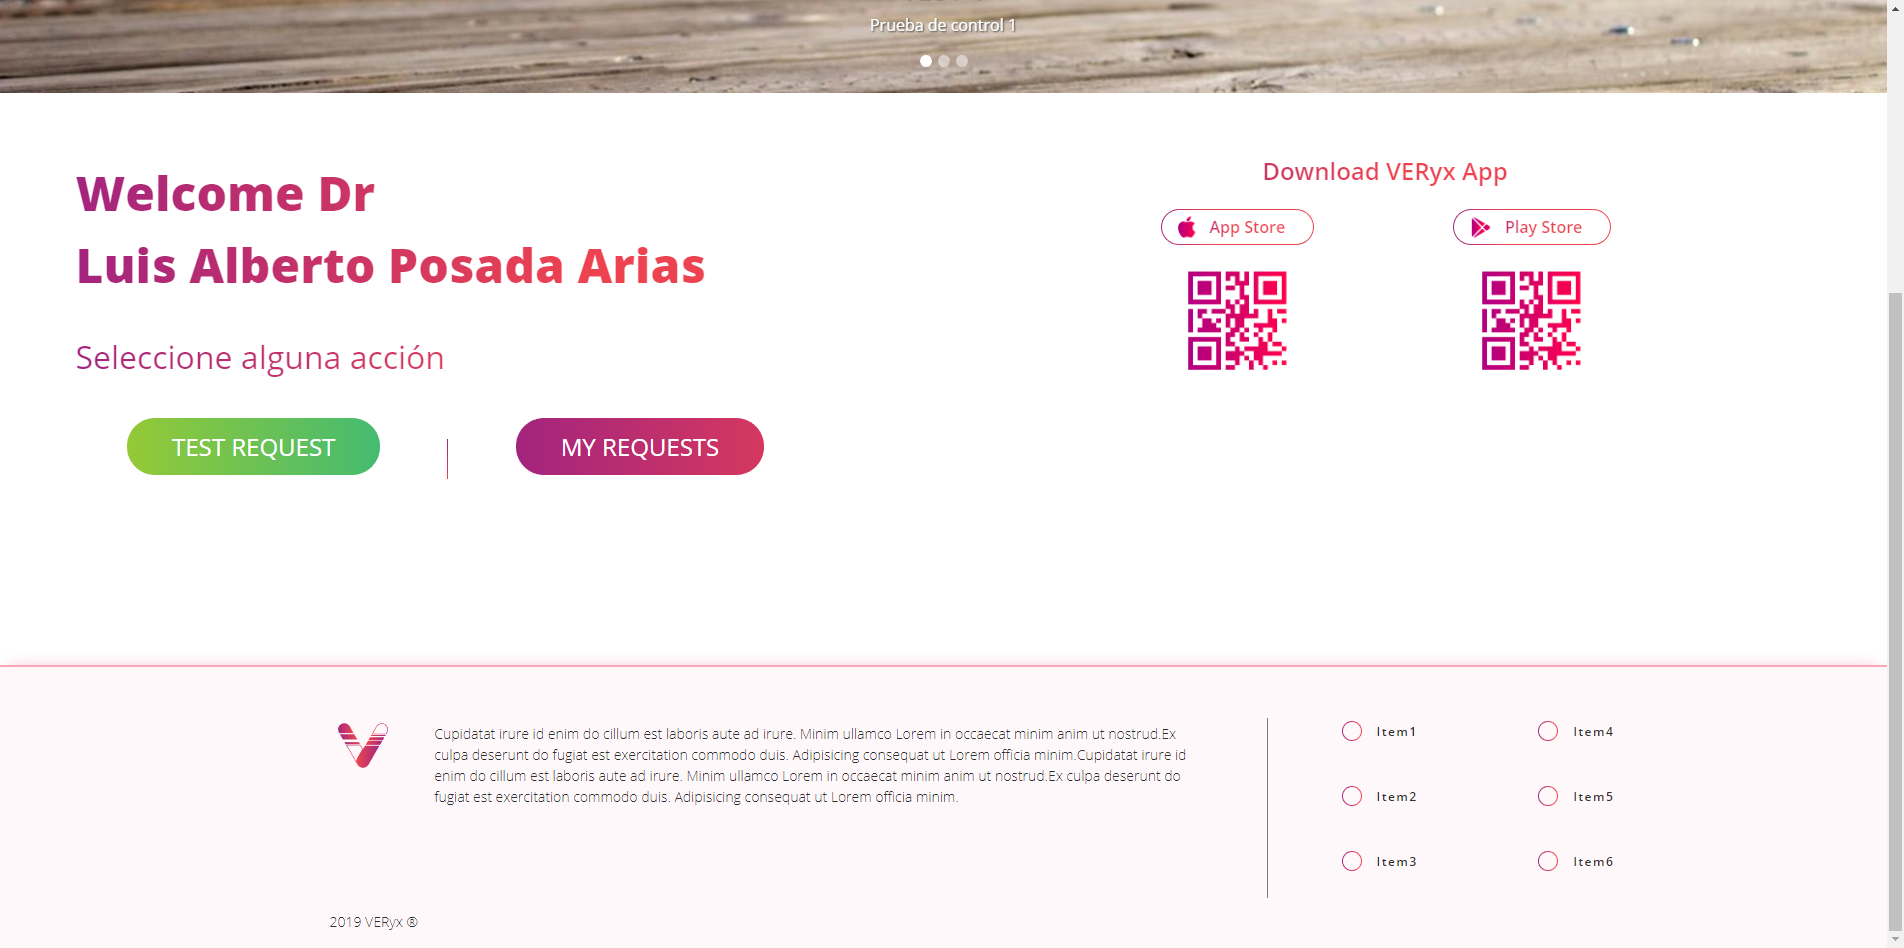 Prueba de control 1
Welcome Dr
Luis Alberto Posada Arias
Seleccione alguna acción
TEST REQUEST
MY REQUESTS
Download VERyx App
App Store
Play Store
Cupidatat irure id enim do cillum est laboris aute ad irure. Minim ullamco Lorem in occaecat minim anim ut nostrud.Ex
culpa deserunt do fugiat est exercitation commodo duis. Adipisicing consequat ut Lorem officia minim.Cupidatat irure id
enim do cillum est laboris aute ad irure. Minim ullamco Lorem in occaecat minim anim ut nostrud.Ex culpa deserunt do
fugiat est exercitation commodo duis. Adipisicing consequat ut Lorem officia minim.
Item1
Item4
Item2
Item5
Item3
Item6
2019 VERyx ®